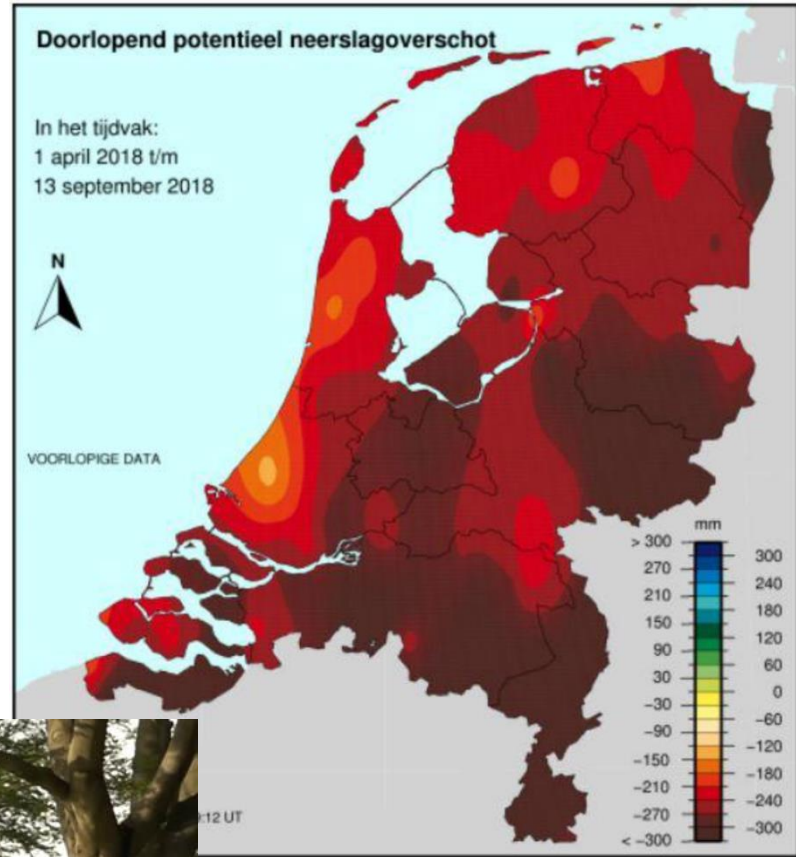 Doorlopend potentieel neerslagoverschot
In het tijdvak:
1 april 2018 t/m
13 september 2018
N
VOORLOPIGE DATA
mm
> 300
300
270
240
210
180
150
120
90
60
30
0
−30
−60
−90
−120
−150
−180
−210
−240
−270
−300
< −300
:12 UT